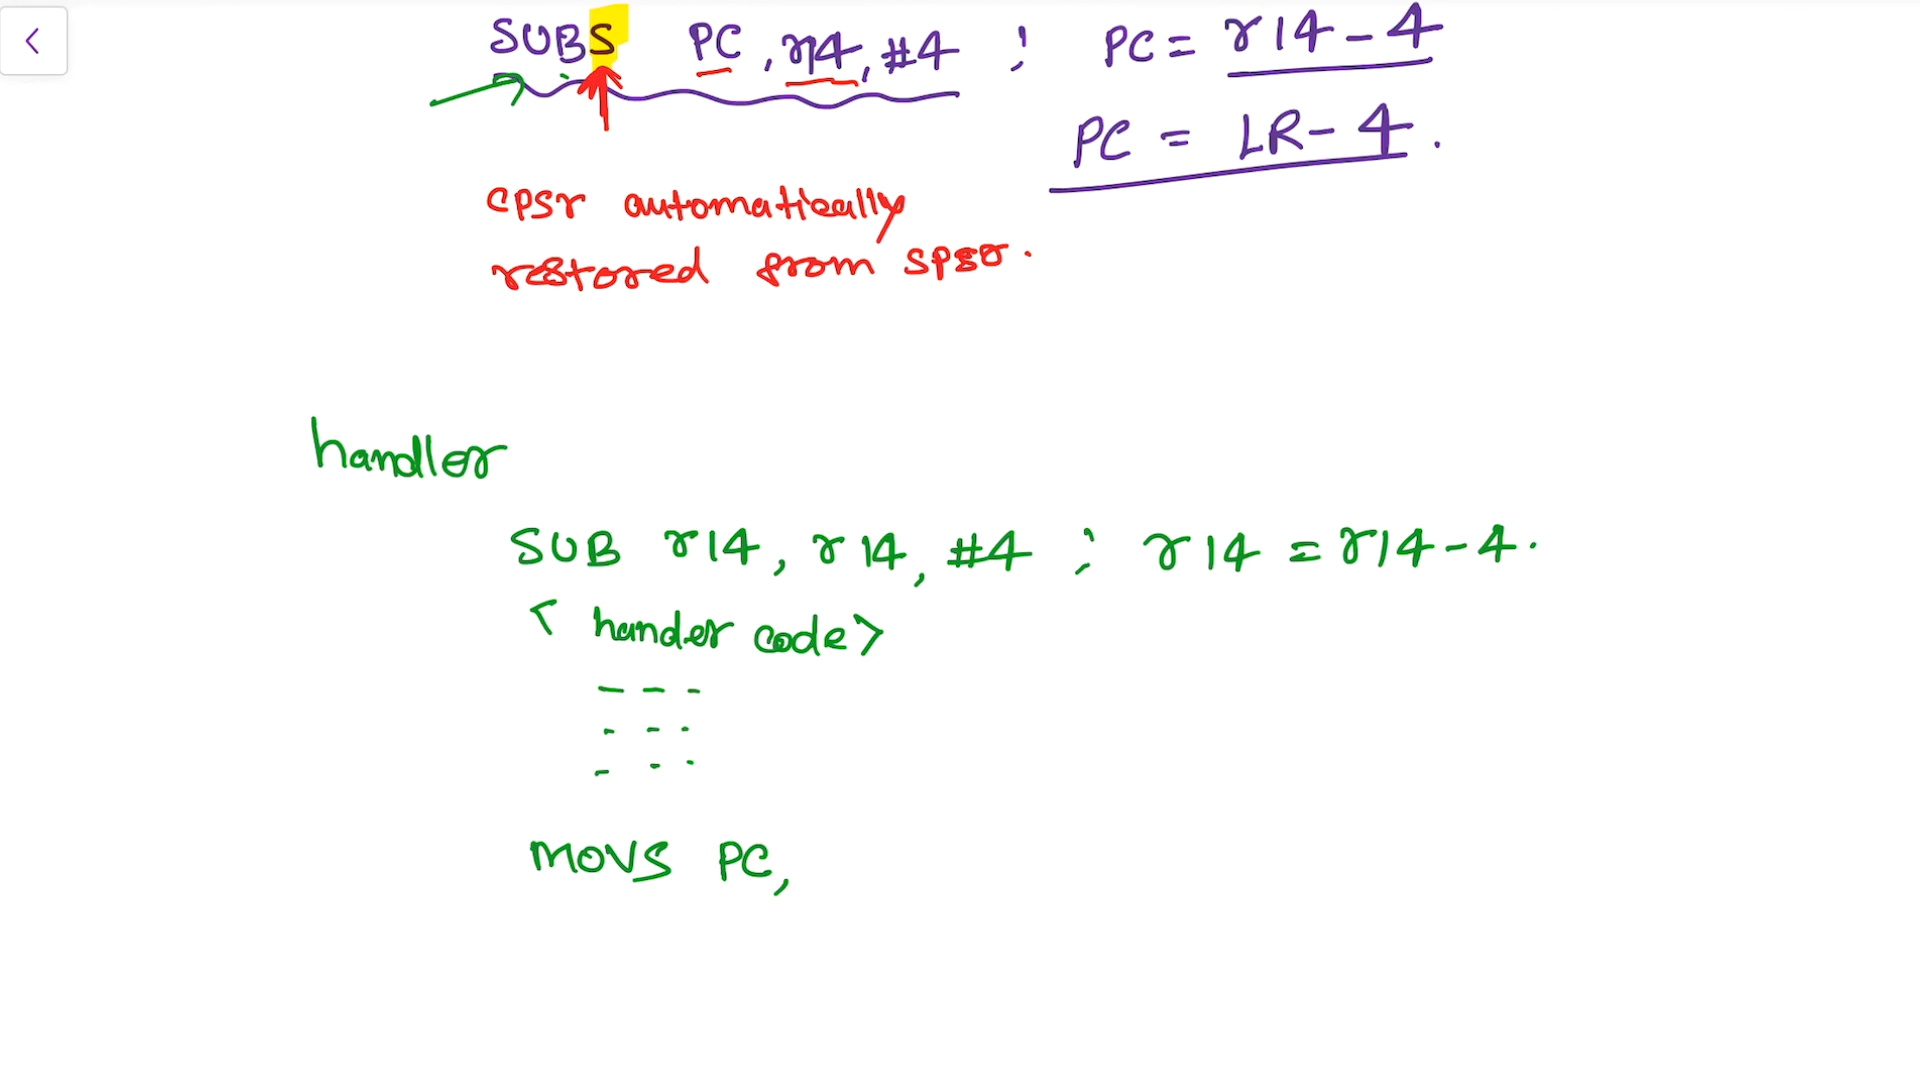 SUBS PC, r14, #4 ; PC = r14 - 4
PC = LR - 4.
cpsr automatically
restored from spsr.
handler
SUB r14, r14, #4 ; r14 = r14 - 4.
< hander code>
- - -
- - -
- - -
MOVS PC,